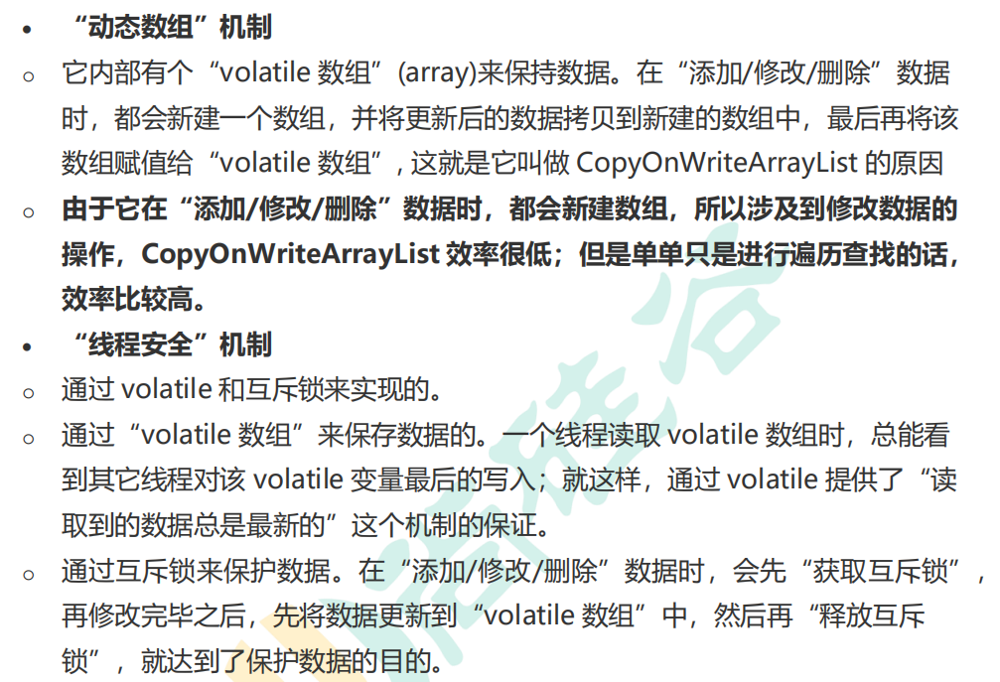 • “动态数组”机制
○ 它内部有个“volatile 数组”(array)来保持数据。在“添加/修改/删除”数据
时，都会新建一个数组，并将更新后的数据拷贝到新建的数组中，最后再将该
数组赋值给“volatile 数组”, 这就是它叫做 CopyOnWriteArrayList 的原因
○ 由于它在“添加/修改/删除”数据时，都会新建数组，所以涉及到修改数据的
操作，CopyOnWriteArrayList 效率很低；但是单单只是进行遍历查找的话，
效率比较高。
• “线程安全”机制
○ 通过 volatile 和互斥锁来实现的。
○ 通过“volatile 数组”来保存数据的。一个线程读取 volatile 数组时，总能看
到其它线程对该 volatile 变量最后的写入；就这样，通过 volatile 提供了“读
取到的数据总是最新的”这个机制的保证。
○ 通过互斥锁来保护数据。在“添加/修改/删除”数据时，会先“获取互斥锁”，
再修改完毕之后，先将数据更新到“volatile 数组”中，然后再“释放互斥
锁”，就达到了保护数据的目的。
尚硅谷